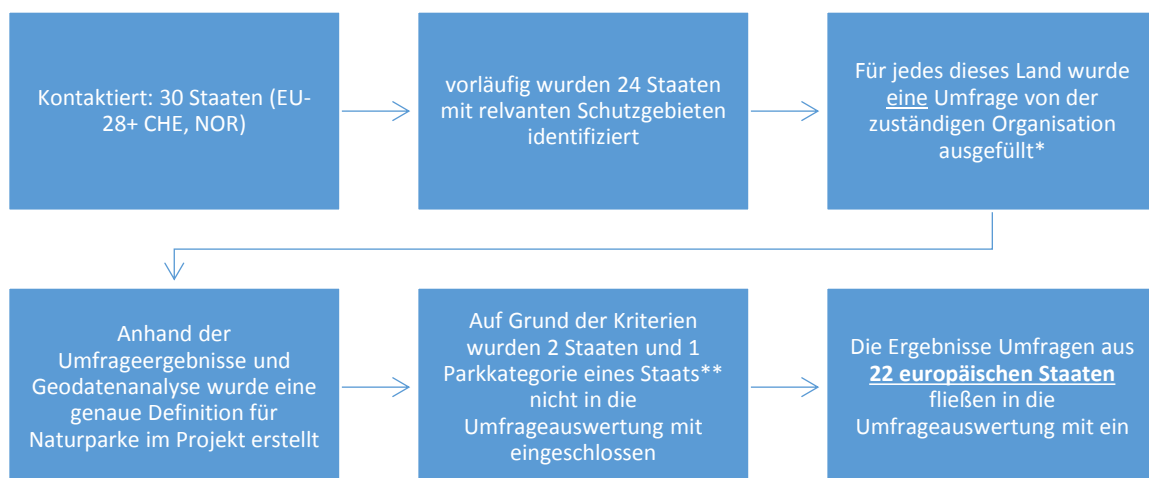 Kontaktiert: 30 Staaten (EU-
28+ CHE, NOR)
vorläufig wurden 24 Staaten
mit relvanten Schutzgebieten
identifiziert
Für jedes dieses Land wurde
eine Umfrage von der
zuständigen Organisation
ausgefüllt*
Anhand der
Umfrageergebnisse und
Geodatenanalyse wurde eine
genaue Definition für
Naturparke im Projekt erstellt
Auf Grund der Kriterien
wurden 2 Staaten und 1
Parkkategorie eines Staats**
nicht in die
Umfrageauswertung mit
eingeschlossen
Die Ergebnisse Umfragen aus
22 europäischen Staaten
fließen in die
Umfrageauswertung mit ein